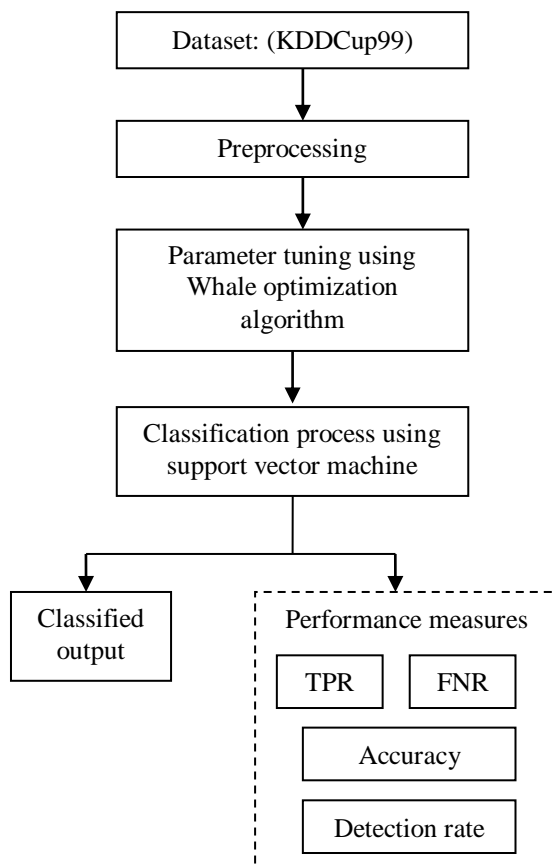 Dataset: (KDDCup99)
Preprocessing
Parameter tuning using
Whale optimization
algorithm
Classification process using
support vector machine
Classified
output
Performance measures
TPR
FNR
Accuracy
Detection rate